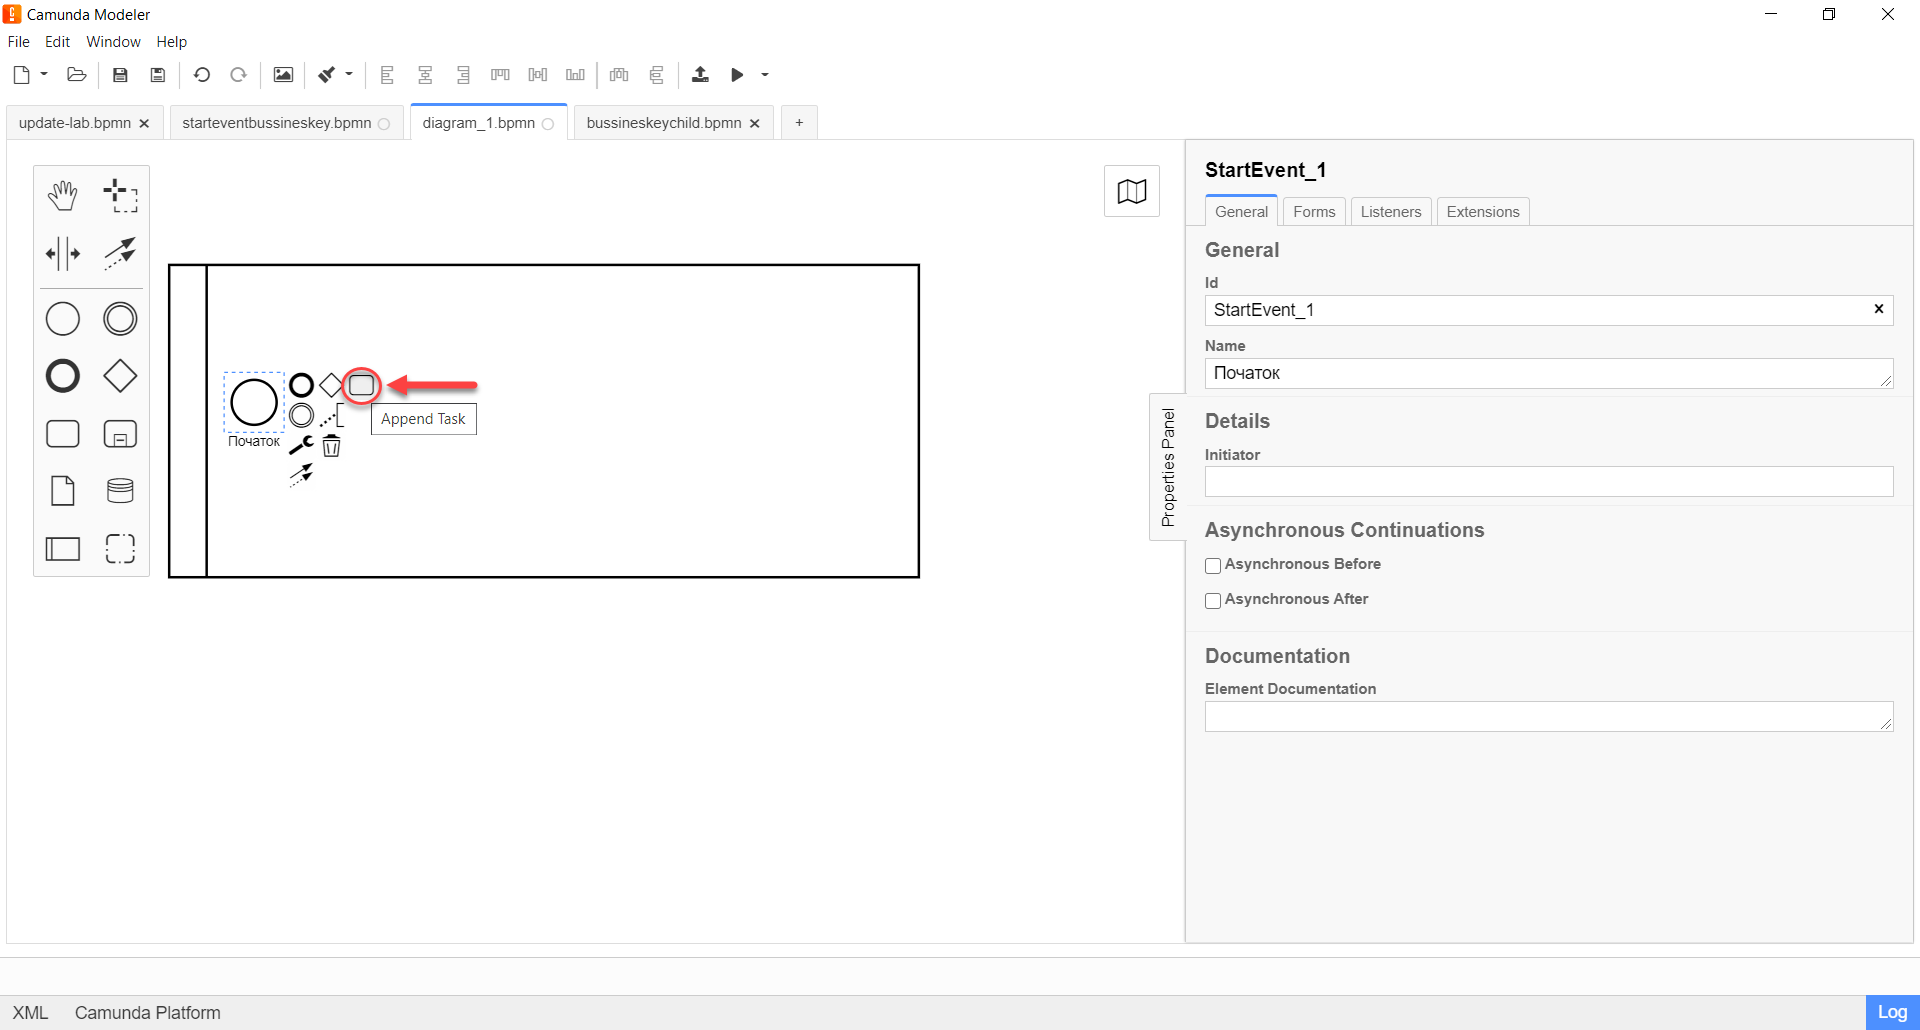 Camunda Modeler
File Edit Window Help
update-lab.bpmn starteventbussineskey.bpmn diagram_1.bpmn bussineskeychild.bpmn +
StartEvent_1
General Forms Listeners Extensions
General
Id
StartEvent_1
Name
Початок
Details
Initiator
Asynchronous Continuations
Asynchronous Before
Asynchronous After
Documentation
Element Documentation
Properties Panel
Початок
Append Task
XML Camunda Platform
Log